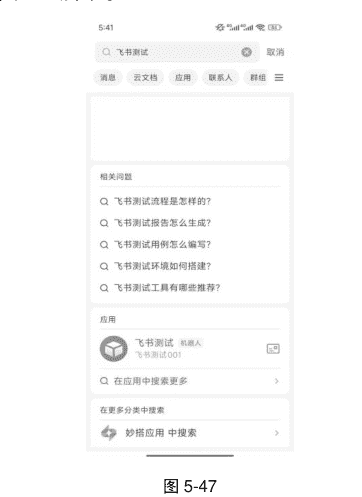 5:41
飞书测试
取消
消息 云文档 应用 联系人 群组
相关问题
飞书测试流程是怎样的?
飞书测试报告怎么生成?
飞书测试用例怎么编写?
飞书测试环境如何搭建?
飞书测试工具有哪些推荐?
应用
飞书测试 机器人
飞书测试001
在应用中搜索更多
在更多分类中搜索
妙搭应用 中搜索
图 5-47